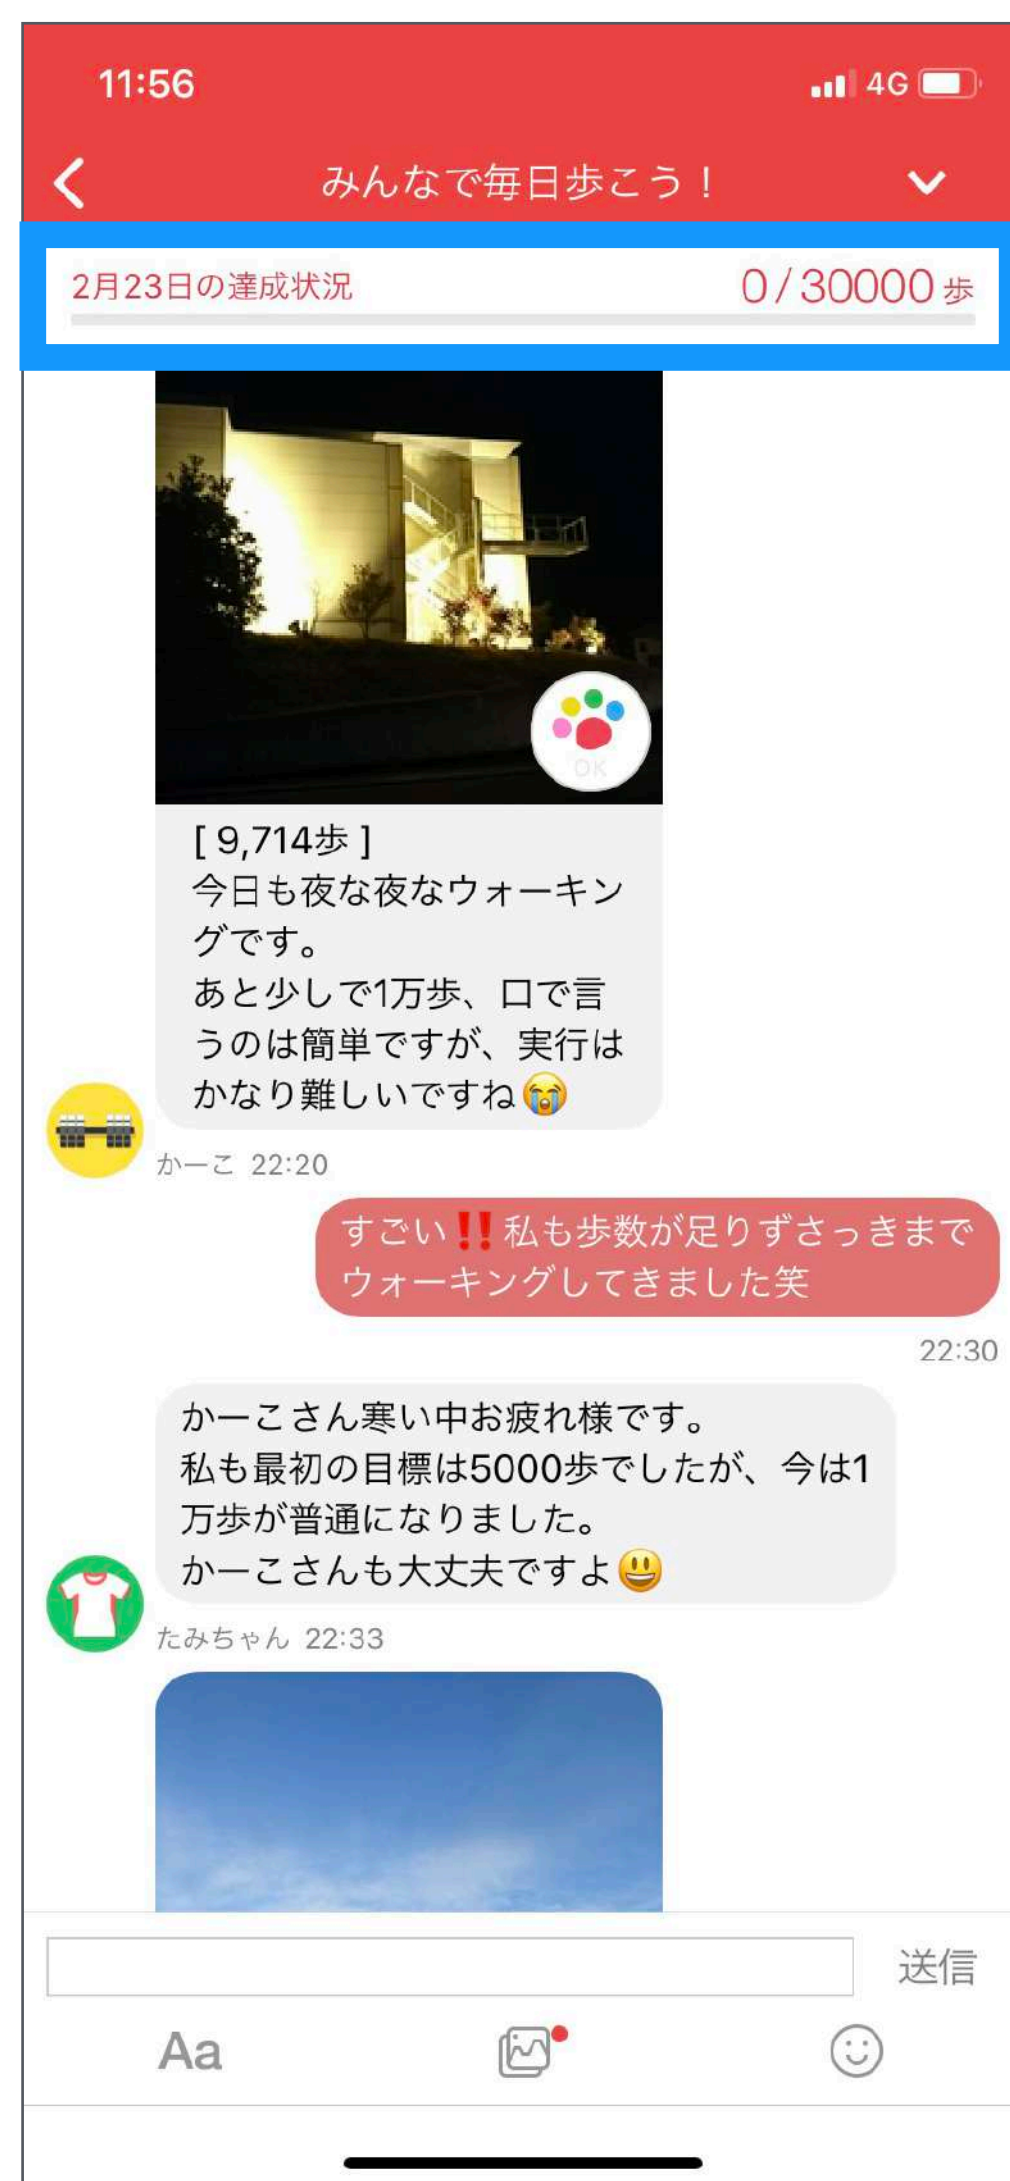 11:56
4G
みんなで毎日歩こう！
2月23日の達成状況
0/30000歩
OK
[ 9,714歩 ]
今日も夜な夜なウォーキン
グです。
あと少しで1万歩、口で言
うのは簡単ですが、実行は
かなり難しいですね😭
かーこ 22:20
すごい‼️私も歩数が足りずさっきまで
ウォーキングしてきました笑
22:30
かーこさん寒い中お疲れ様です。
私も最初の目標は5000歩でしたが、今は1
万歩が普通になりました。
かーこさんも大丈夫ですよ😃
たみちゃん 22:33
送信
Aa